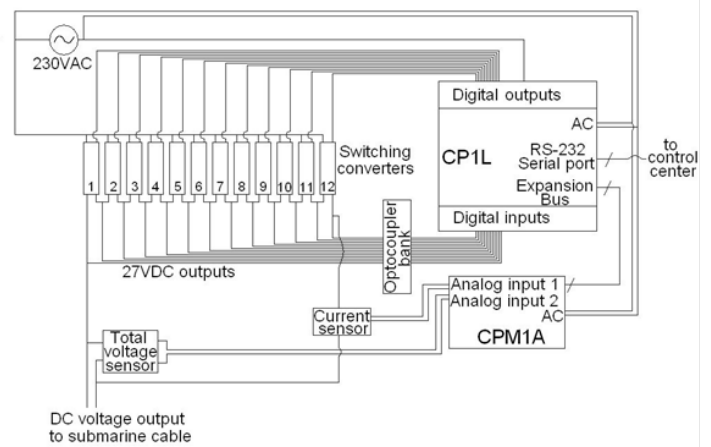 230VAC
Digital outputs
AC
CP1L
RS-232
Serial port
to
control
center
Expansion
Bus
Digital inputs
Switching
converters
1 2 3 4 5 6 7 8 9 10 11 12
Optocoupler
bank
27VDC outputs
Analog input 1
Analog input 2
AC
CPM1A
Current
sensor
Total
voltage
sensor
DC voltage output
to submarine cable